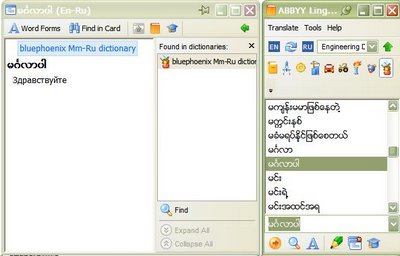 မင်္ဂလာပါ (En-Ru)
Word Forms Find in Card
bluephoenix Mm-Ru dictionary
မင်္ဂလာပါ
Здравствуйте
Found in dictionaries:
bluephoenix Mm-Ru diction
Find
Expand All
Collapse All
ABBYY Ling...
Translate Tools Help
EN RU Engineering D
မကျန်းမမာဖြစ်နေတဲ့
မက္ကင်းနစ်
မခံမရပ်နိုင်ဖြစ်စေတယ်
မင်္ဂလာ
မင်္ဂလာပါ
မင်း
မင်းရဲ့
မင်းအထင်အရ
မင်္ဂလာပါ